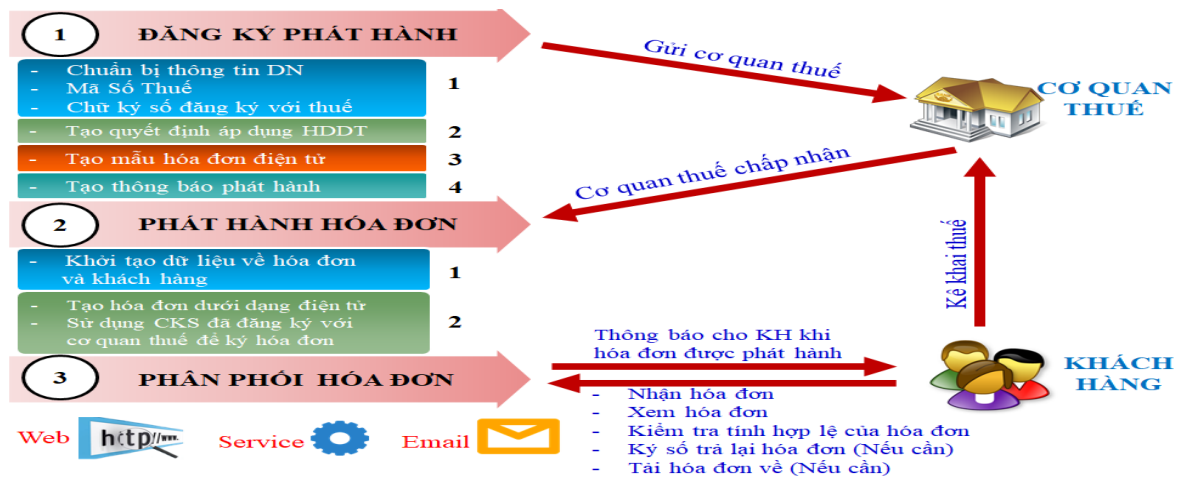 1 ĐĂNG KÝ PHÁT HÀNH
- Chuẩn bị thông tin DN
- Mã Số Thuế
- Chữ ký số đăng ký với thuế
1
- Tạo quyết định áp dụng HDDT
2
- Tạo mẫu hóa đơn điện tử
3
- Tạo thông báo phát hành
4
Gửi cơ quan thuế
CƠ QUAN
THUẾ
Cơ quan thuế chấp nhận
2 PHÁT HÀNH HÓA ĐƠN
- Khởi tạo dữ liệu về hóa đơn
và khách hàng
1
- Tạo hóa đơn dưới dạng điện tử
- Sử dụng CKS đã đăng ký với
cơ quan thuế để ký hóa đơn
2
Kê khai thuế
3 PHÂN PHỐI HÓA ĐƠN
Thông báo cho KH khi
hóa đơn được phát hành
KHÁCH
HÀNG
- Nhận hóa đơn
- Xem hóa đơn
- Kiểm tra tính hợp lệ của hóa đơn
- Ký số trả lại hóa đơn (Nếu cần)
- Tải hóa đơn về (Nếu cần)
Web
http://www.
Service
Email